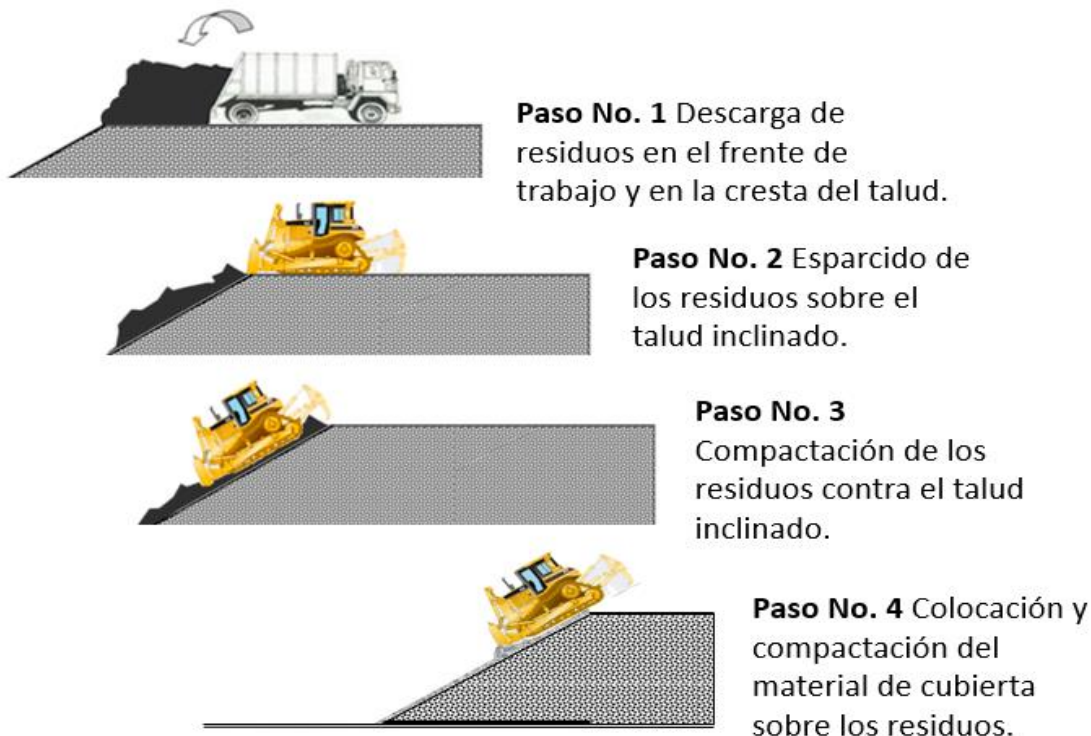 Paso No. 1 Descarga de
residuos en el frente de
trabajo y en la cresta del talud.
Paso No. 2 Esparcido de
los residuos sobre el
talud inclinado.
Paso No. 3
Compactación de los
residuos contra el talud
inclinado.
Paso No. 4 Colocación y
compactación del
material de cubierta
sobre los residuos.